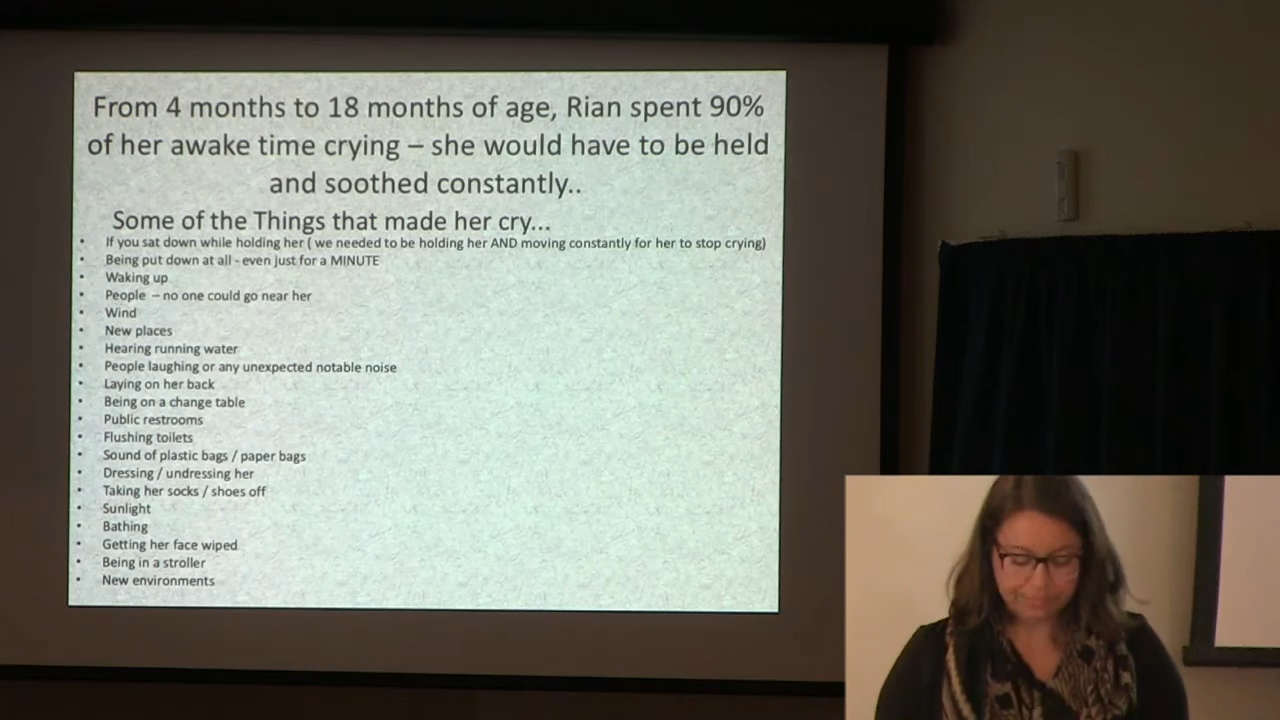 From 4 months to 18 months of age, Rian spent 90%
of her awake time crying – she would have to be held
and soothed constantly..
Some of the Things that made her cry...
• If you sat down while holding her ( we needed to be holding her AND moving constantly for her to stop crying)
• Being put down at all - even just for a MINUTE
• Waking up
• People – no one could go near her
• Wind
• New places
• Hearing running water
• People laughing or any unexpected notable noise
• Laying on her back
• Being on a change table
• Public restrooms
• Flushing toilets
• Sound of plastic bags / paper bags
• Dressing / undressing her
• Taking her socks / shoes off
• Sunlight
• Bathing
• Getting her face wiped
• Being in a stroller
• New environments